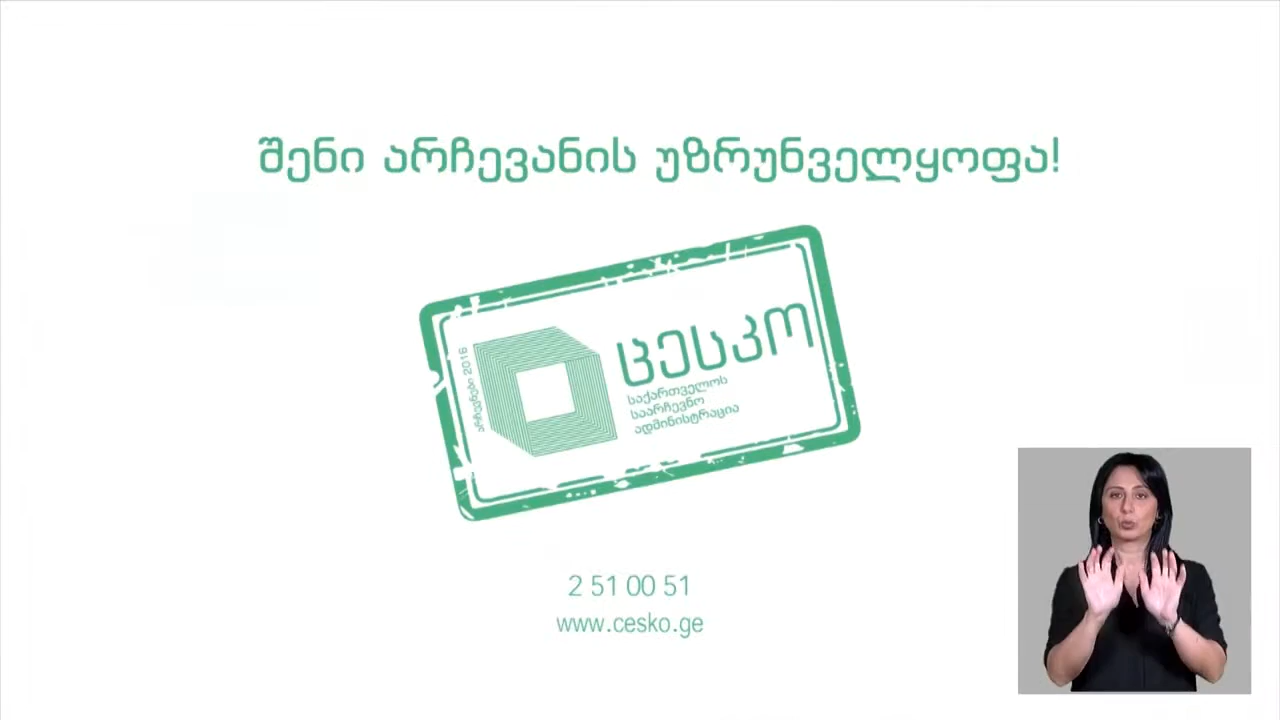 შენი არჩევანის უზრუნველყოფა!
არჩევნები 2016
ცესკო
საქართველოს
საარჩევნო
ადმინისტრაცია
2 51 00 51
www.cesko.ge